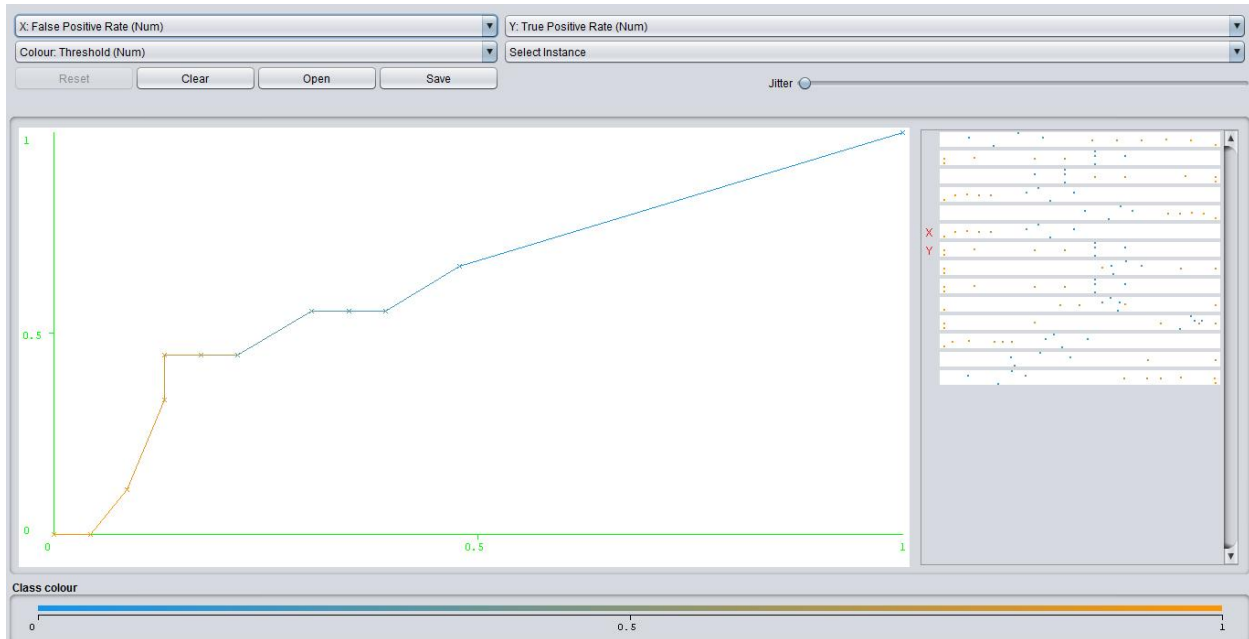 X: False Positive Rate (Num) Y: True Positive Rate (Num)
Colour: Threshold (Num) Select Instance
Reset Clear Open Save Jitter
1
0.5
0
0 0.5 1
X
Y
Class colour
0 0.5 1